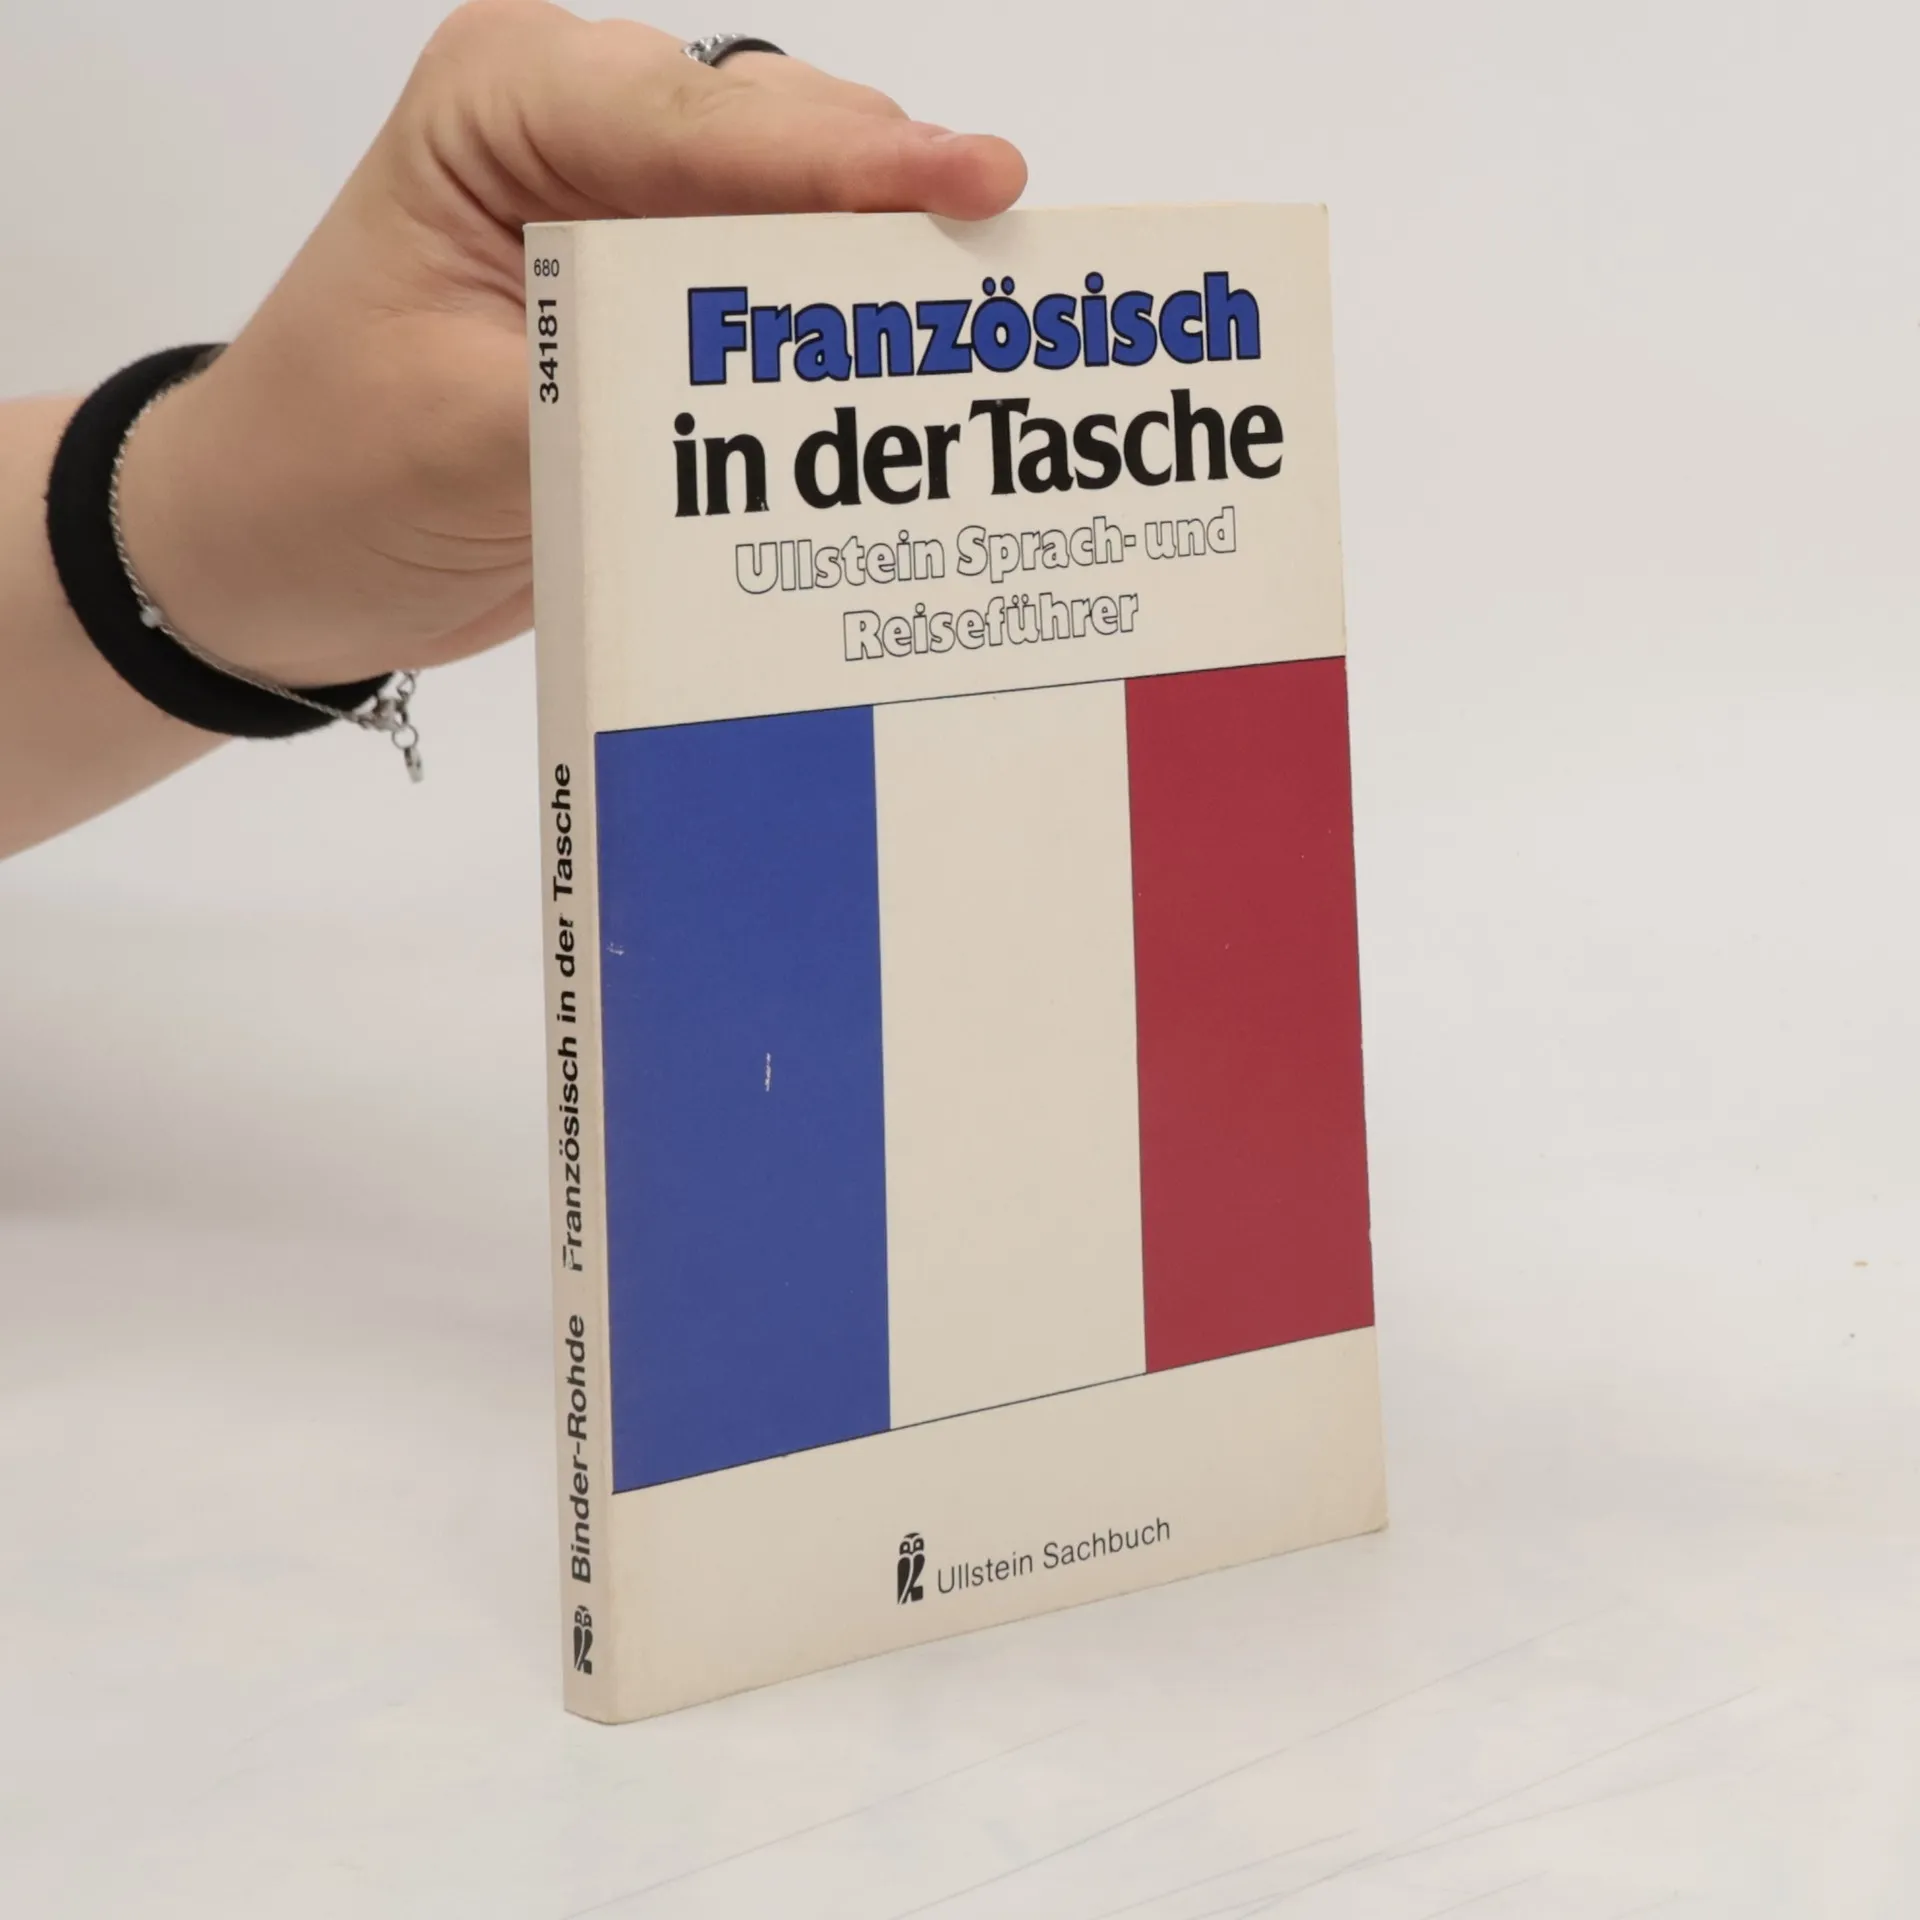 Französisch
in der Tasche
Ullstein Sprach- und
Reiseführer
Ullstein Sachbuch
680
34181
Binder-Rohde Französisch in der Tasche